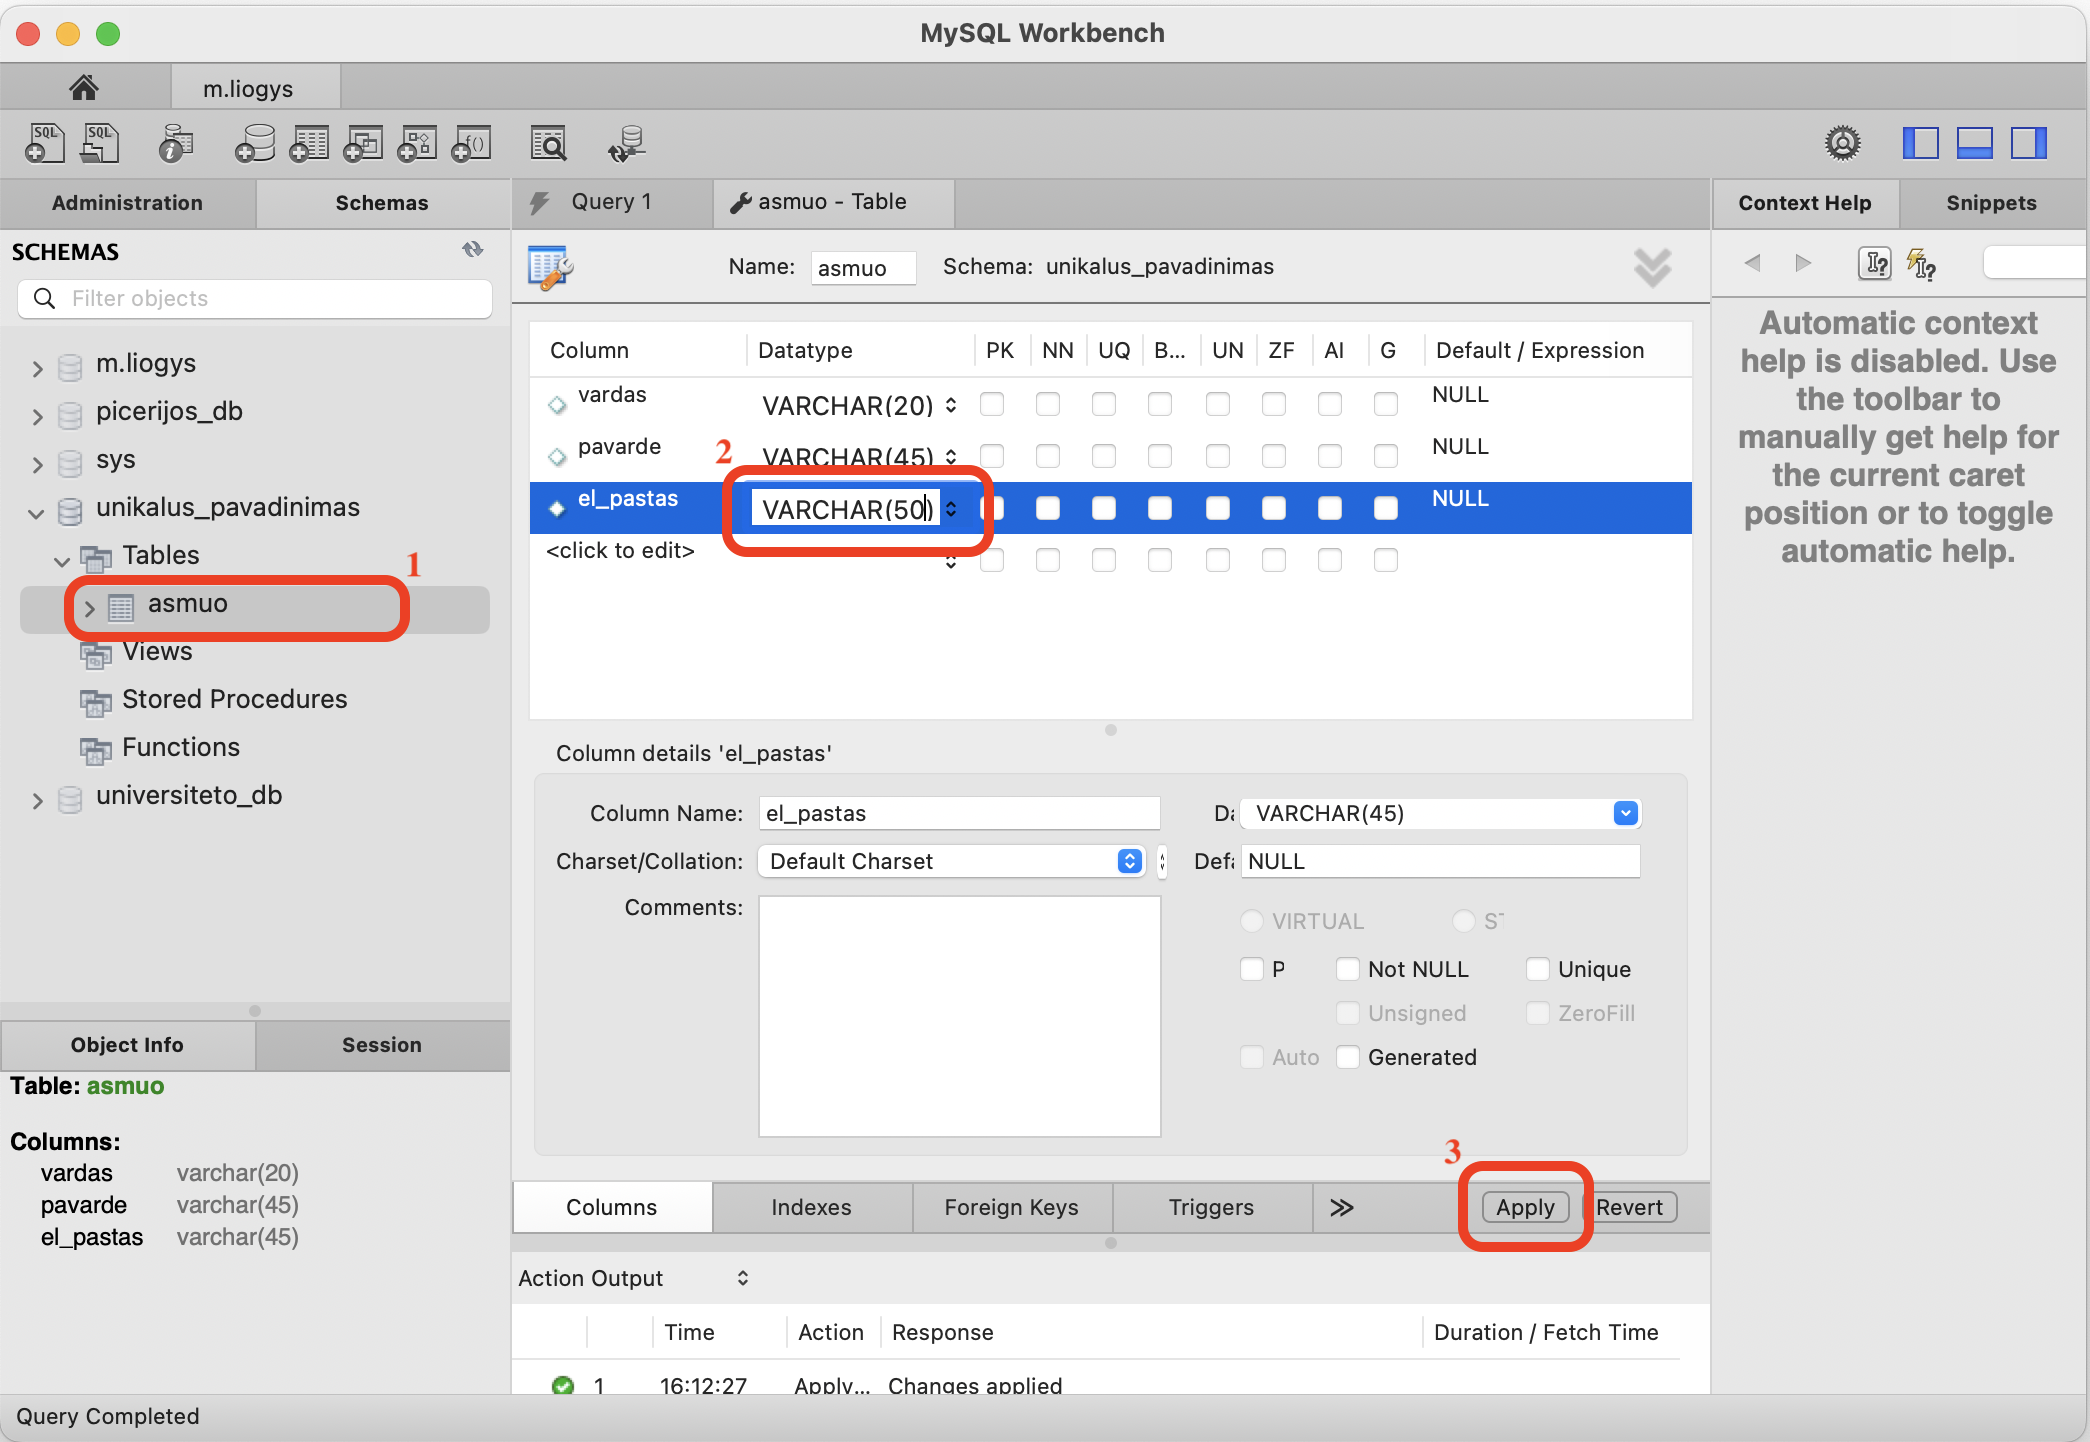 MySQL Workbench
m.liogys
SQL
SQL
Administration
Schemas
SCHEMAS
Filter objects
m.liogys
picerijos_db
sys
unikalus_pavadinimas
Tables
1
asmuo
Views
Stored Procedures
Functions
universiteto_db
Object Info
Session
Table: asmuo
Columns:
vardas varchar(20)
pavarde varchar(45)
el_pastas varchar(45)
Query 1
asmuo - Table
Name: asmuo Schema: unikalus_pavadinimas
Column Datatype PK NN UQ B... UN ZF AI G Default / Expression
vardas VARCHAR(20) NULL
pavarde 2 VARCHAR(45) NULL
el_pastas VARCHAR(50) NULL
<click to edit>
Column details 'el_pastas'
Column Name: el_pastas VARCHAR(45)
Charset/Collation: Default Charset NULL
Comments:
VIRTUAL
P Not NULL Unique
Unsigned ZeroFill
Auto Generated
3
Columns Indexes Foreign Keys Triggers Apply Revert
Action Output
Time Action Response Duration / Fetch Time
1 16:12:27 Apply... Changes applied
Query Completed
Context Help
Snippets
Automatic context
help is disabled. Use
the toolbar to
manually get help for
the current caret
position or to toggle
automatic help.